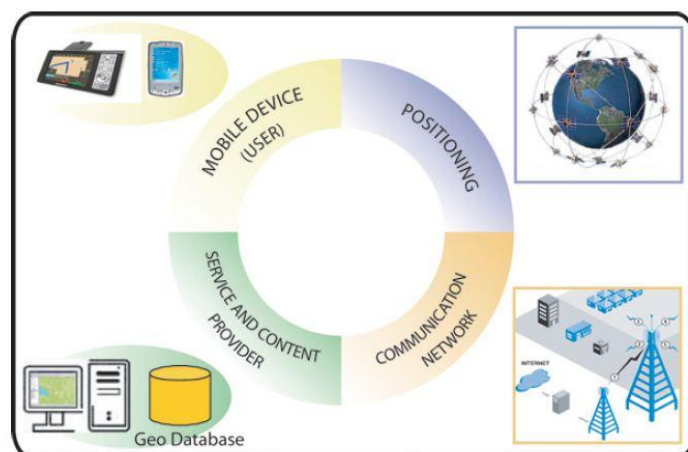 MOBILE DEVICE
(USER)
POSITIONING
SERVICE AND CONTENT
PROVIDER
COMMUNICATION
NETWORK
INTERNET
Geo Database